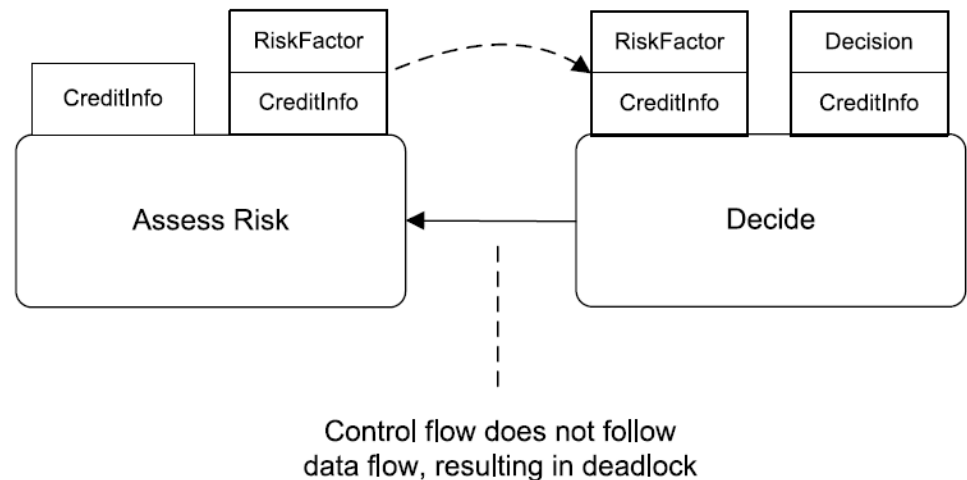 RiskFactor
CreditInfo
CreditInfo
RiskFactor
CreditInfo
Decision
CreditInfo
Assess Risk
Decide
Control flow does not follow
data flow, resulting in deadlock